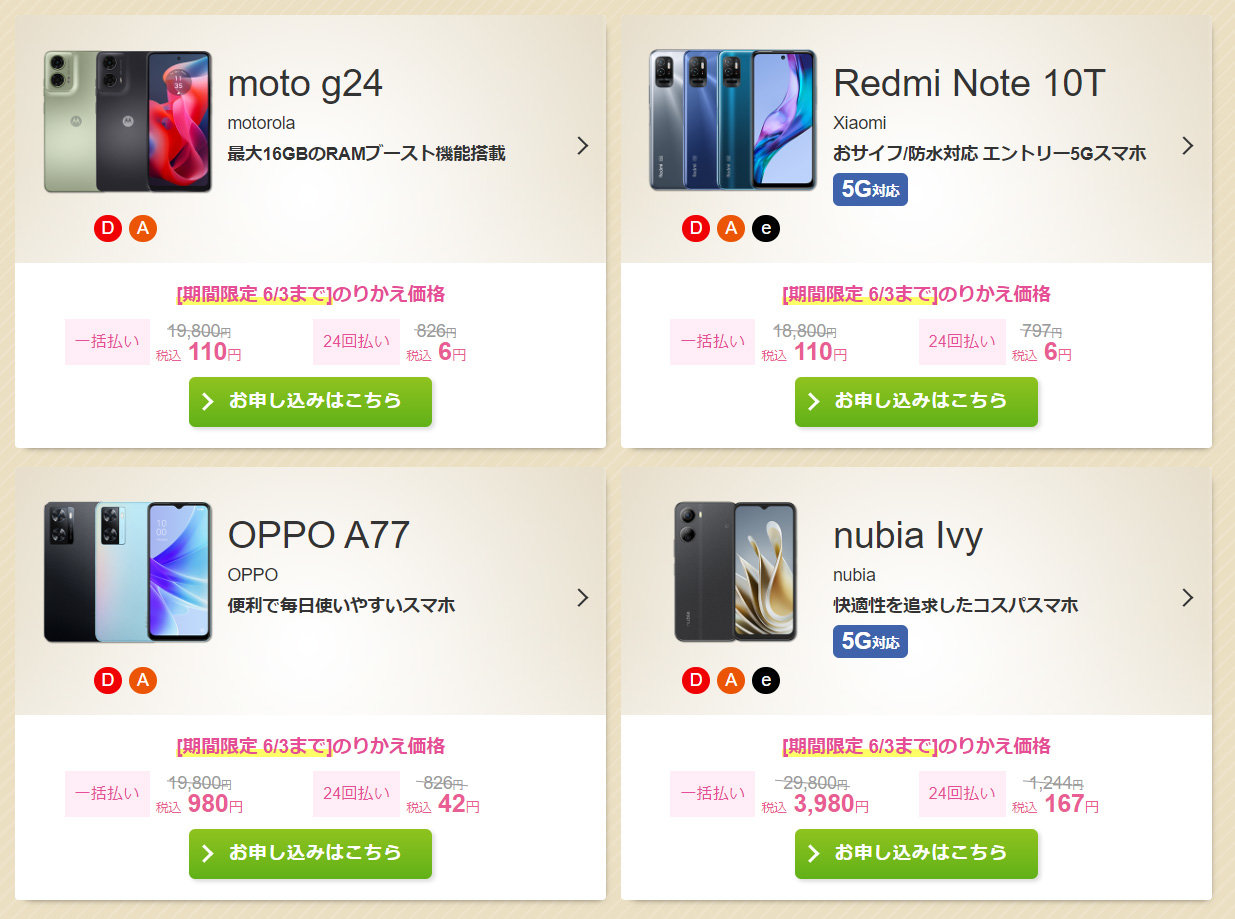 moto g24
motorola
最大16GBのRAMブースト機能搭載
D A
[期間限定 6/3まで]のりかえ価格
一括払い 19,800円 税込 110円
24回払い 826円 税込 6円
お申し込みはこちら
Redmi Note 10T
Xiaomi
おサイフ/防水対応 エントリー5Gスマホ
5G対応
D A e
[期間限定 6/3まで]のりかえ価格
一括払い 18,800円 税込 110円
24回払い 797円 税込 6円
お申し込みはこちら
OPPO A77
OPPO
便利で毎日使いやすいスマホ
D A
[期間限定 6/3まで]のりかえ価格
一括払い 19,800円 税込 980円
24回払い 826円 税込 42円
お申し込みはこちら
nubia Ivy
nubia
快適性を追求したコスパスマホ
5G対応
D A e
[期間限定 6/3まで]のりかえ価格
一括払い 29,800円 税込 3,980円
24回払い 1,244円 税込 167円
お申し込みはこちら